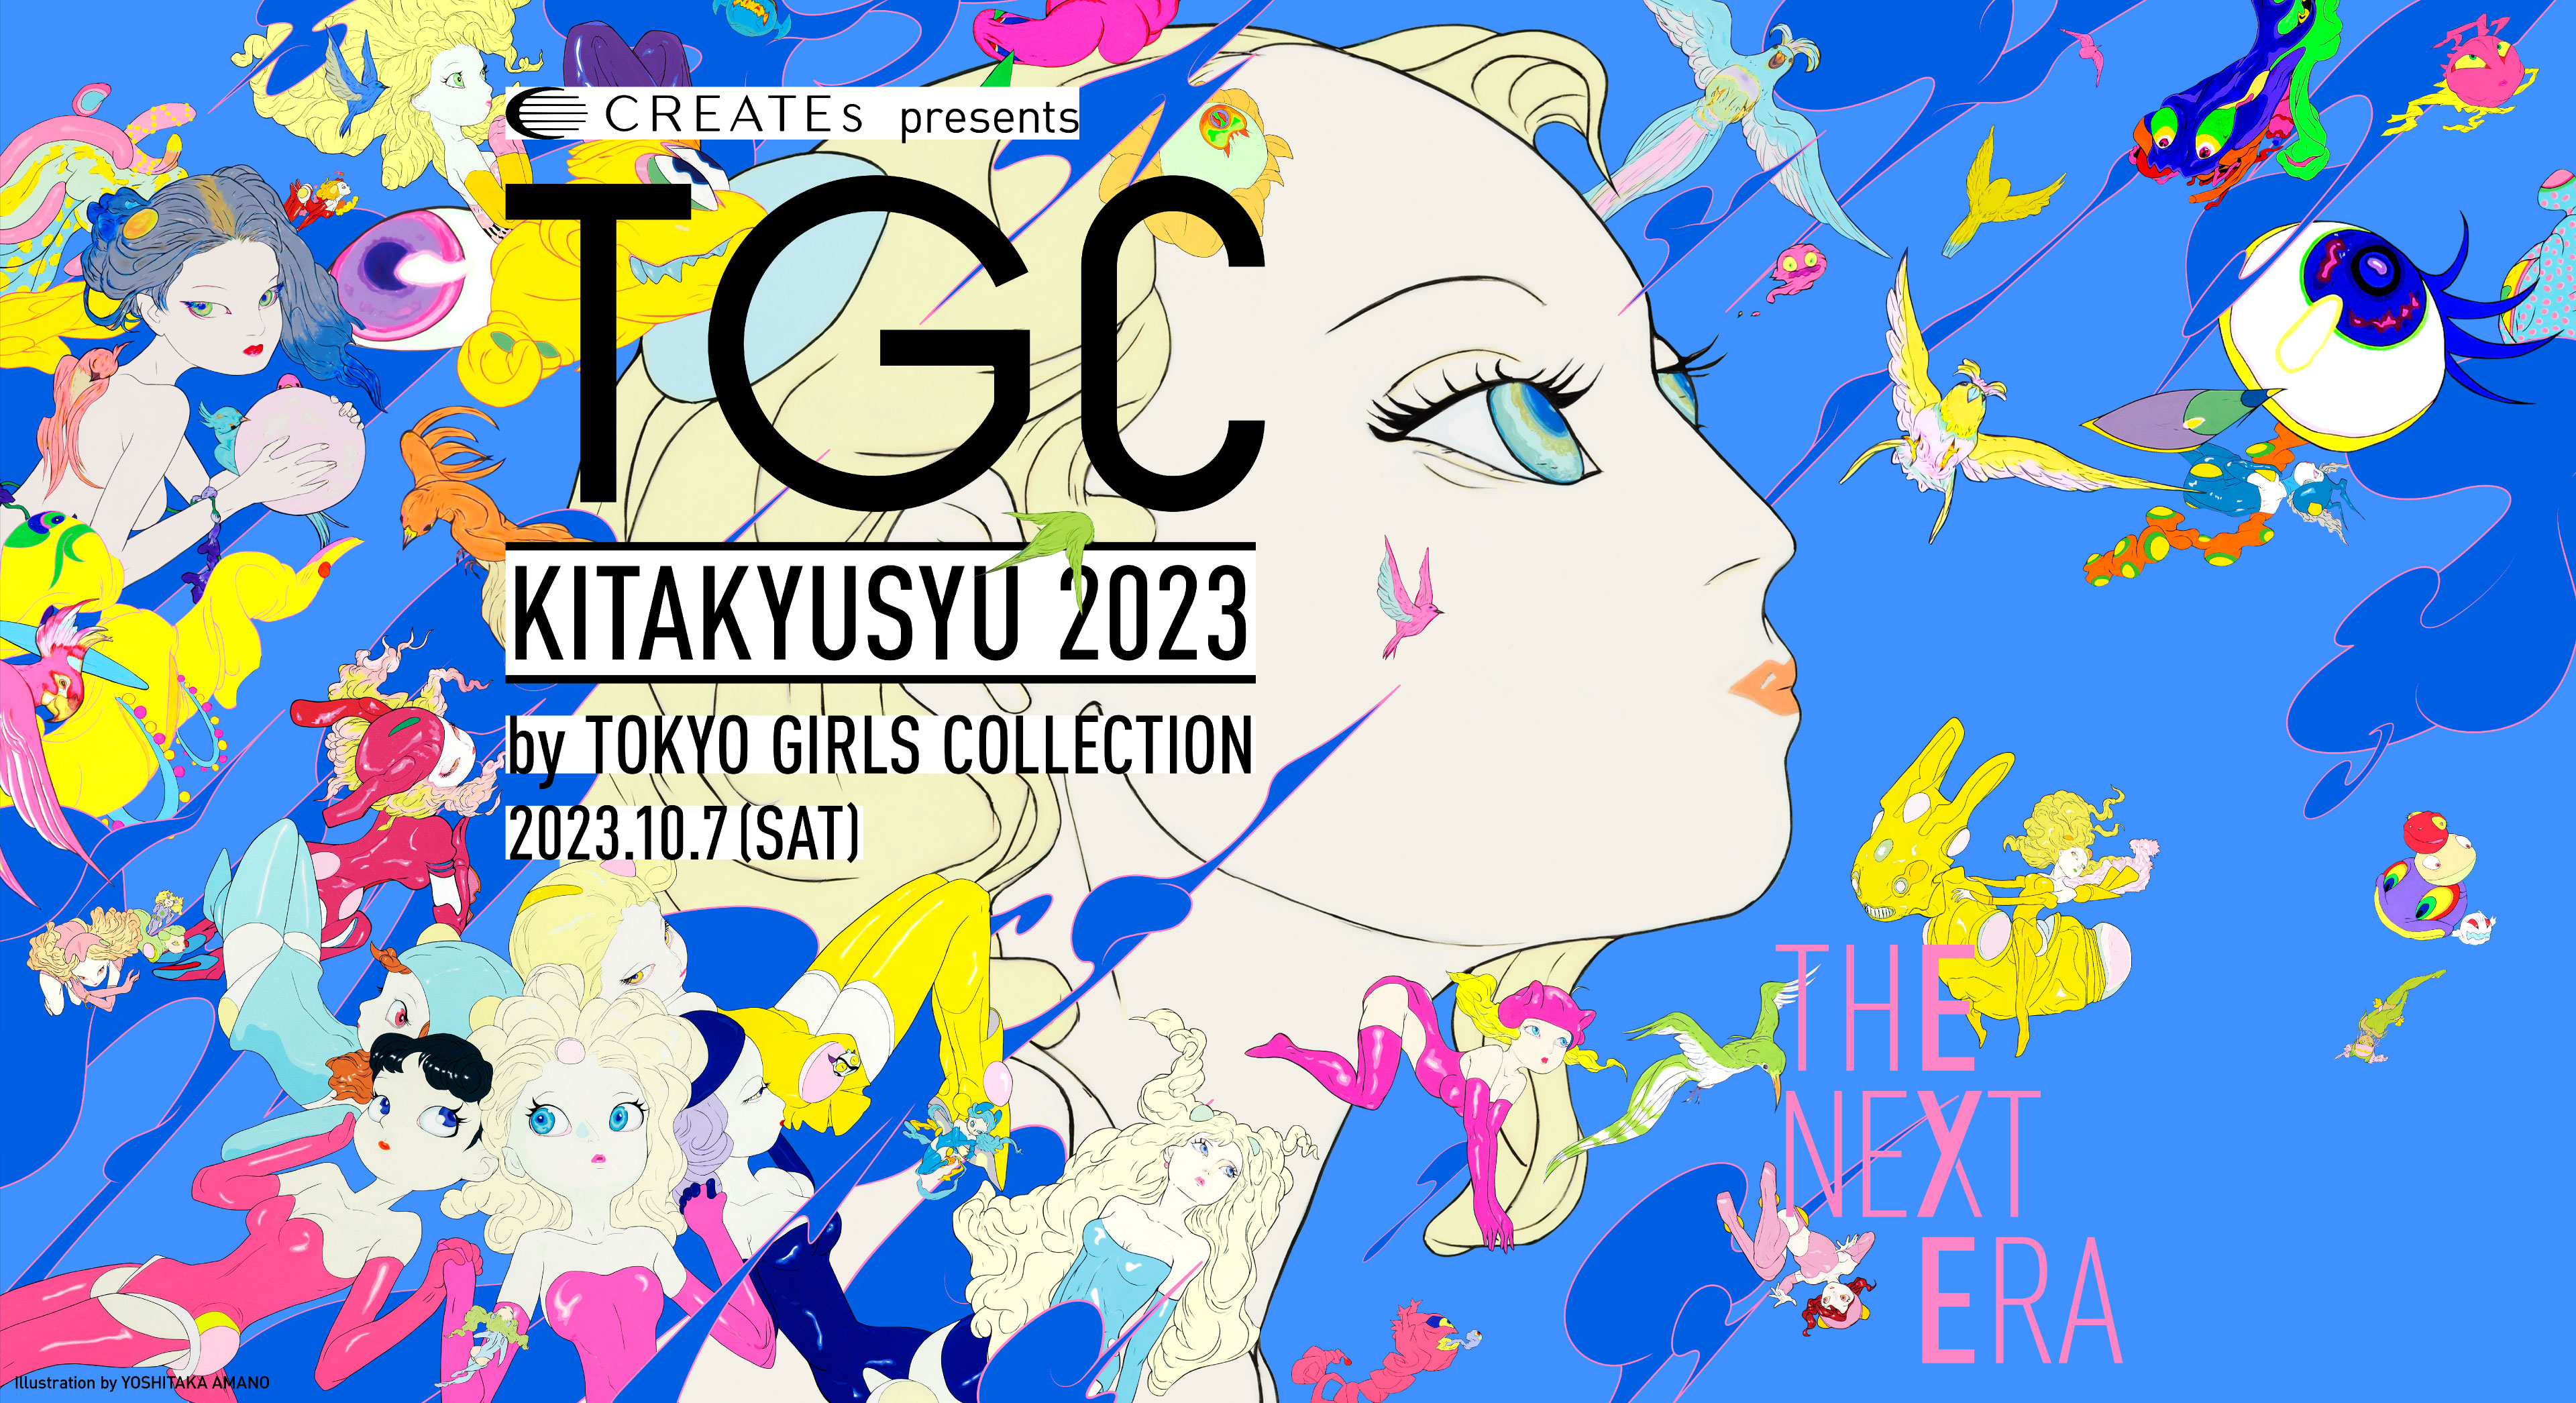 CREATEs presents
TGC
KITAKYUSYU 2023
by TOKYO GIRLS COLLECTION
2023.10.7(SAT)
THE
NEXT
ERA
Illustration by YOSHITAKA AMANO